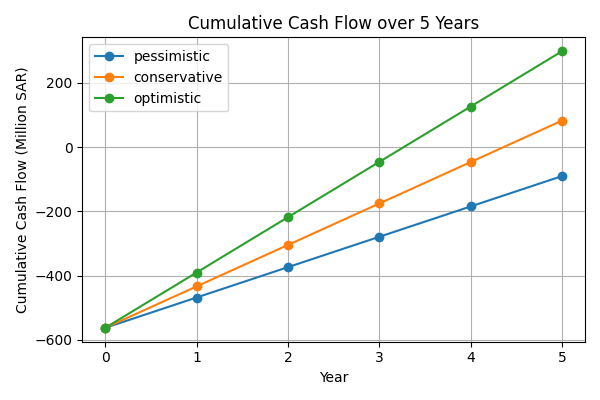 Cumulative Cash Flow over 5 Years
pessimistic
conservative
optimistic
200
0
−200
−400
−600
Cumulative Cash Flow (Million SAR)
0 1 2 3 4 5
Year